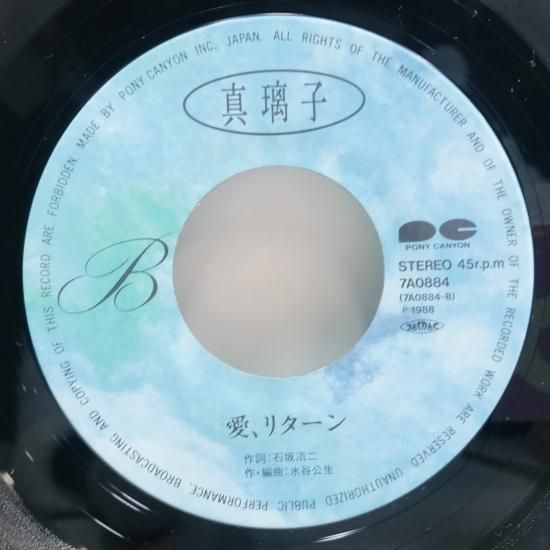 真璃子
B
PONY CANYON
STEREO 45r.p.m
7A0884
(7A0884-B)
℗ 1988
愛、リターン
作詞：石坂浩二
作・編曲：水谷公生
MADE BY PONY CANYON INC., JAPAN. ALL RIGHTS OF THE MANUFACTURER AND OF THE OWNER OF THE RECORDED WORK ARE RESERVED. UNAUTHORIZED PUBLIC PERFORMANCE, BROADCASTING AND COPYING OF THIS RECORD ARE FORBIDDEN.